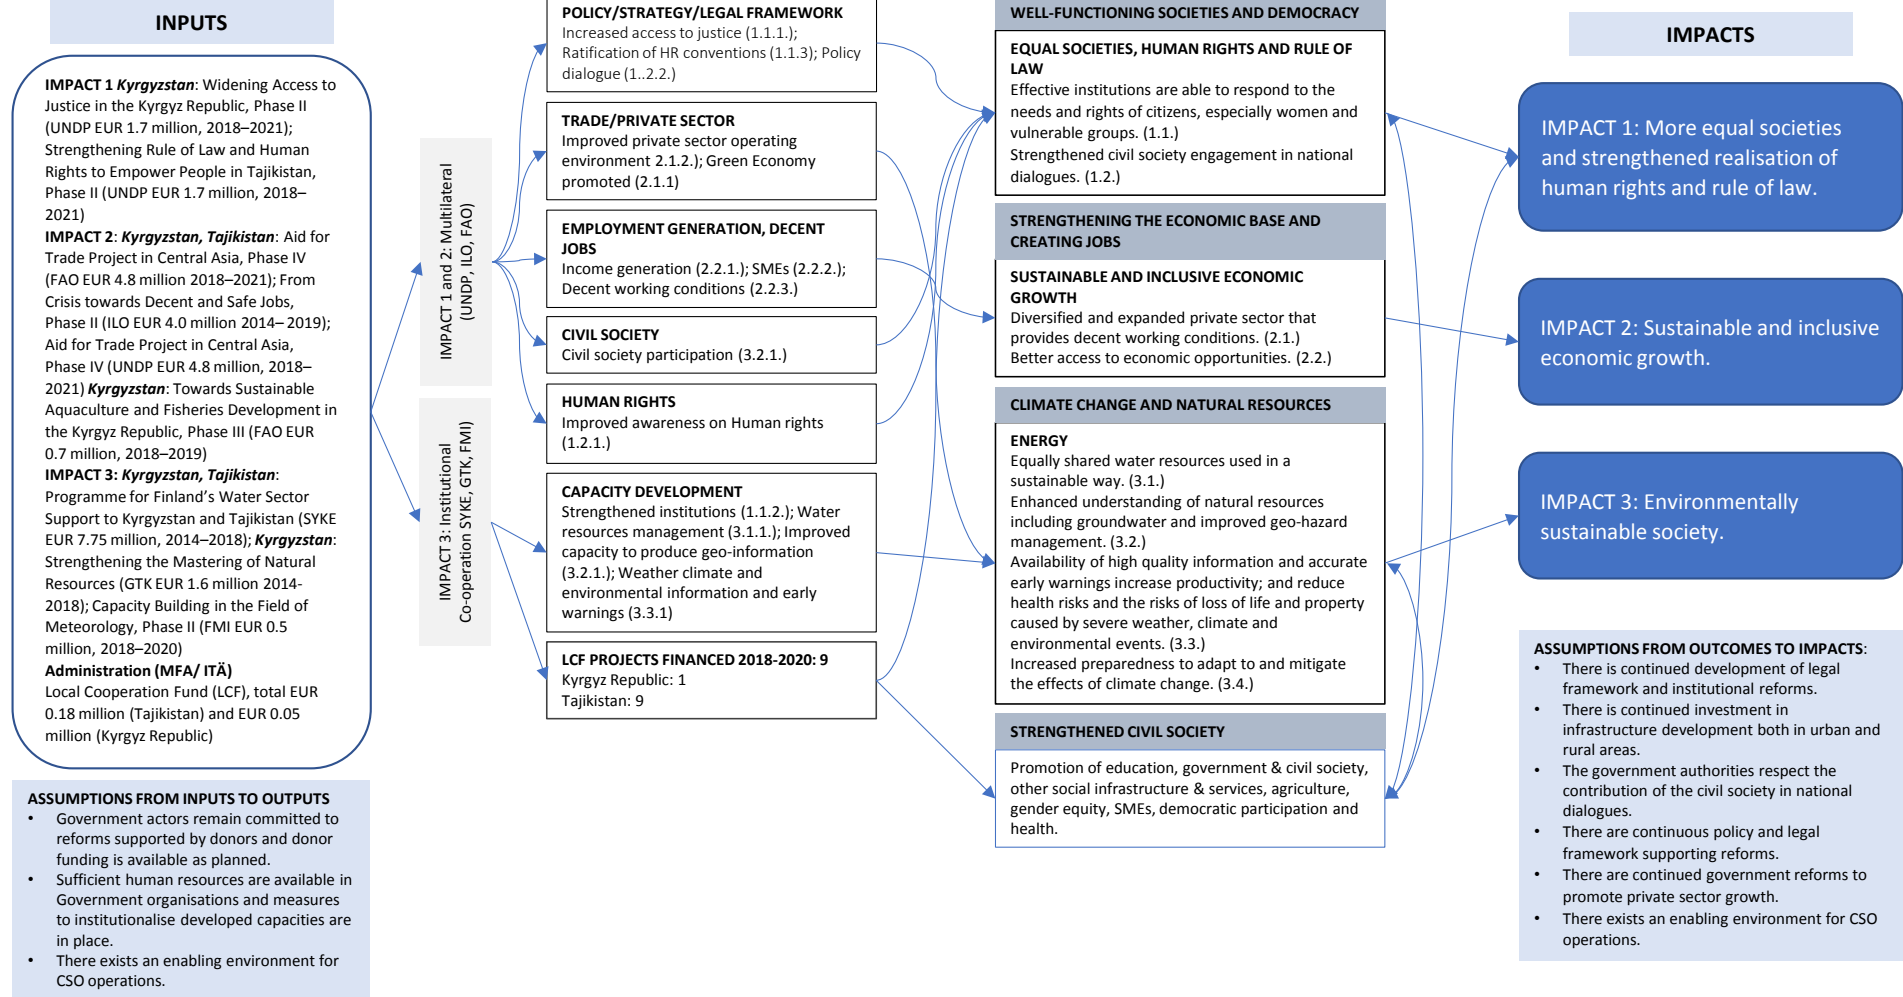 INPUTS
IMPACT 1 Kyrgyzstan: Widening Access to
Justice in the Kyrgyz Republic, Phase II
(UNDP EUR 1.7 million, 2018–2021);
Strengthening Rule of Law and Human
Rights to Empower People in Tajikistan,
Phase II (UNDP EUR 1.7 million, 2018–
2021)
IMPACT 2: Kyrgyzstan, Tajikistan: Aid for
Trade Project in Central Asia, Phase IV
(FAO EUR 4.8 million 2018–2021); From
Crisis towards Decent and Safe Jobs,
Phase II (ILO EUR 4.0 million 2014– 2019);
Aid for Trade Project in Central Asia,
Phase IV (UNDP EUR 4.8 million, 2018–
2021) Kyrgyzstan: Towards Sustainable
Aquaculture and Fisheries Development in
the Kyrgyz Republic, Phase III (FAO EUR
0.7 million, 2018–2019)
IMPACT 3: Kyrgyzstan, Tajikistan:
Programme for Finland’s Water Sector
Support to Kyrgyzstan and Tajikistan (SYKE
EUR 7.75 million, 2014–2018); Kyrgyzstan:
Strengthening the Mastering of Natural
Resources (GTK EUR 1.6 million 2014-
2018); Capacity Building in the Field of
Meteorology, Phase II (FMI EUR 0.5
million, 2018–2020)
Administration (MFA/ ITÄ)
Local Cooperation Fund (LCF), total EUR
0.18 million (Tajikistan) and EUR 0.05
million (Kyrgyz Republic)
ASSUMPTIONS FROM INPUTS TO OUTPUTS
• Government actors remain committed to
reforms supported by donors and donor
funding is available as planned.
• Sufficient human resources are available in
Government organisations and measures
to institutionalise developed capacities are
in place.
• There exists an enabling environment for
CSO operations.
IMPACT 1 and 2: Multilateral
(UNDP, ILO, FAO)
IMPACT 3: Institutional
Co-operation SYKE, GTK, FMI)
POLICY/STRATEGY/LEGAL FRAMEWORK
Increased access to justice (1.1.1.);
Ratification of HR conventions (1.1.3); Policy
dialogue (1..2.2.)
TRADE/PRIVATE SECTOR
Improved private sector operating
environment 2.1.2.); Green Economy
promoted (2.1.1)
EMPLOYMENT GENERATION, DECENT
JOBS
Income generation (2.2.1.); SMEs (2.2.2.);
Decent working conditions (2.2.3.)
CIVIL SOCIETY
Civil society participation (3.2.1.)
HUMAN RIGHTS
Improved awareness on Human rights
(1.2.1.)
CAPACITY DEVELOPMENT
Strengthened institutions (1.1.2.); Water
resources management (3.1.1.); Improved
capacity to produce geo-information
(3.2.1.); Weather climate and
environmental information and early
warnings (3.3.1)
LCF PROJECTS FINANCED 2018-2020: 9
Kyrgyz Republic: 1
Tajikistan: 9
WELL-FUNCTIONING SOCIETIES AND DEMOCRACY
EQUAL SOCIETIES, HUMAN RIGHTS AND RULE OF
LAW
Effective institutions are able to respond to the
needs and rights of citizens, especially women and
vulnerable groups. (1.1.)
Strengthened civil society engagement in national
dialogues. (1.2.)
STRENGTHENING THE ECONOMIC BASE AND
CREATING JOBS
SUSTAINABLE AND INCLUSIVE ECONOMIC
GROWTH
Diversified and expanded private sector that
provides decent working conditions. (2.1.)
Better access to economic opportunities. (2.2.)
CLIMATE CHANGE AND NATURAL RESOURCES
ENERGY
Equally shared water resources used in a
sustainable way. (3.1.)
Enhanced understanding of natural resources
including groundwater and improved geo-hazard
management. (3.2.)
Availability of high quality information and accurate
early warnings increase productivity; and reduce
health risks and the risks of loss of life and property
caused by severe weather, climate and
environmental events. (3.3.)
Increased preparedness to adapt to and mitigate
the effects of climate change. (3.4.)
STRENGTHENED CIVIL SOCIETY
Promotion of education, government & civil society,
other social infrastructure & services, agriculture,
gender equity, SMEs, democratic participation and
health.
IMPACTS
IMPACT 1: More equal societies
and strengthened realisation of
human rights and rule of law.
IMPACT 2: Sustainable and inclusive
economic growth.
IMPACT 3: Environmentally
sustainable society.
ASSUMPTIONS FROM OUTCOMES TO IMPACTS:
• There is continued development of legal
framework and institutional reforms.
• There is continued investment in
infrastructure development both in urban and
rural areas.
• The government authorities respect the
contribution of the civil society in national
dialogues.
• There are continuous policy and legal
framework supporting reforms.
• There are continued government reforms to
promote private sector growth.
• There exists an enabling environment for CSO
operations.